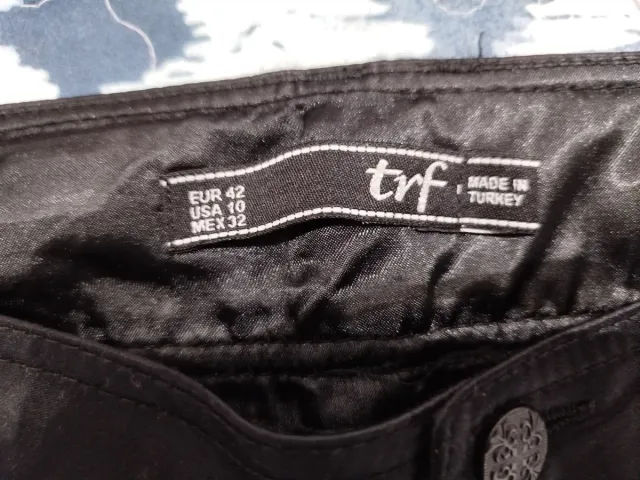 EUR 42
USA 10
MEX 32
trf
MADE IN
TURKEY